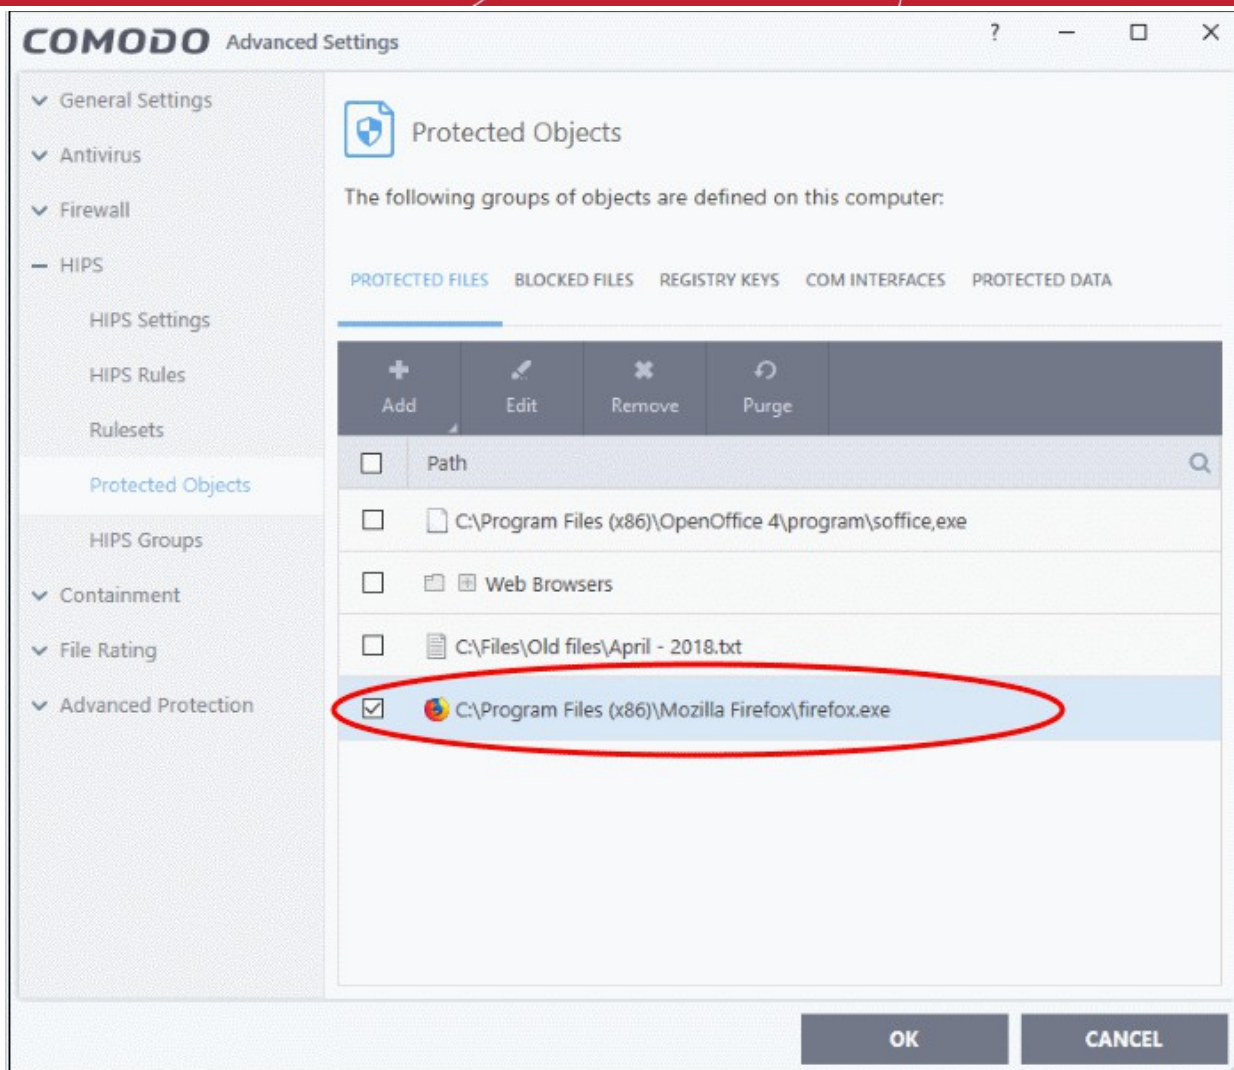 COMODO Advanced Settings ?
General Settings
Antivirus
Firewall
HIPS
HIPS Settings
HIPS Rules
Rulesets
Protected Objects
HIPS Groups
Containment
File Rating
Advanced Protection
Protected Objects
The following groups of objects are defined on this computer:
PROTECTED FILES BLOCKED FILES REGISTRY KEYS COM INTERFACES PROTECTED DATA
Add Edit Remove Purge
Path
C:\Program Files (x86)\OpenOffice 4\program\soffice,exe
Web Browsers
C:\Files\Old files\April - 2018.txt
C:\Program Files (x86)\Mozilla Firefox\firefox.exe
OK CANCEL